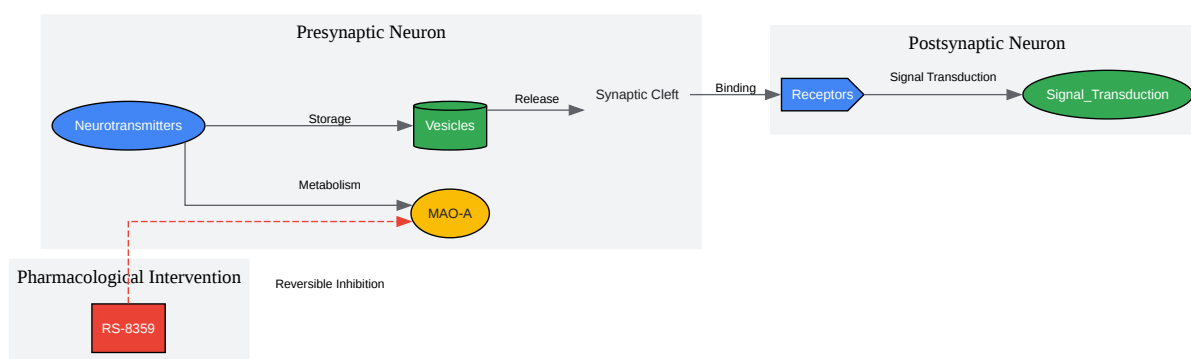 Presynaptic Neuron
Postsynaptic Neuron
Neurotransmitters
Storage
Vesicles
Release
Synaptic Cleft
Binding
Receptors
Signal Transduction
Signal_Transduction
Metabolism
MAO-A
Pharmacological Intervention
Reversible Inhibition
RS-8359